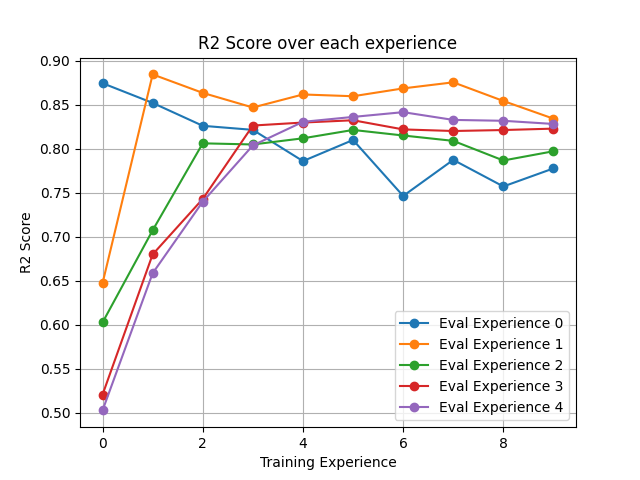 R2 Score over each experience
0.90
0.85
0.80
0.75
0.70
0.65
0.60
0.55
0.50
R2 Score
0 2 4 6 8
Training Experience
Eval Experience 0
Eval Experience 1
Eval Experience 2
Eval Experience 3
Eval Experience 4